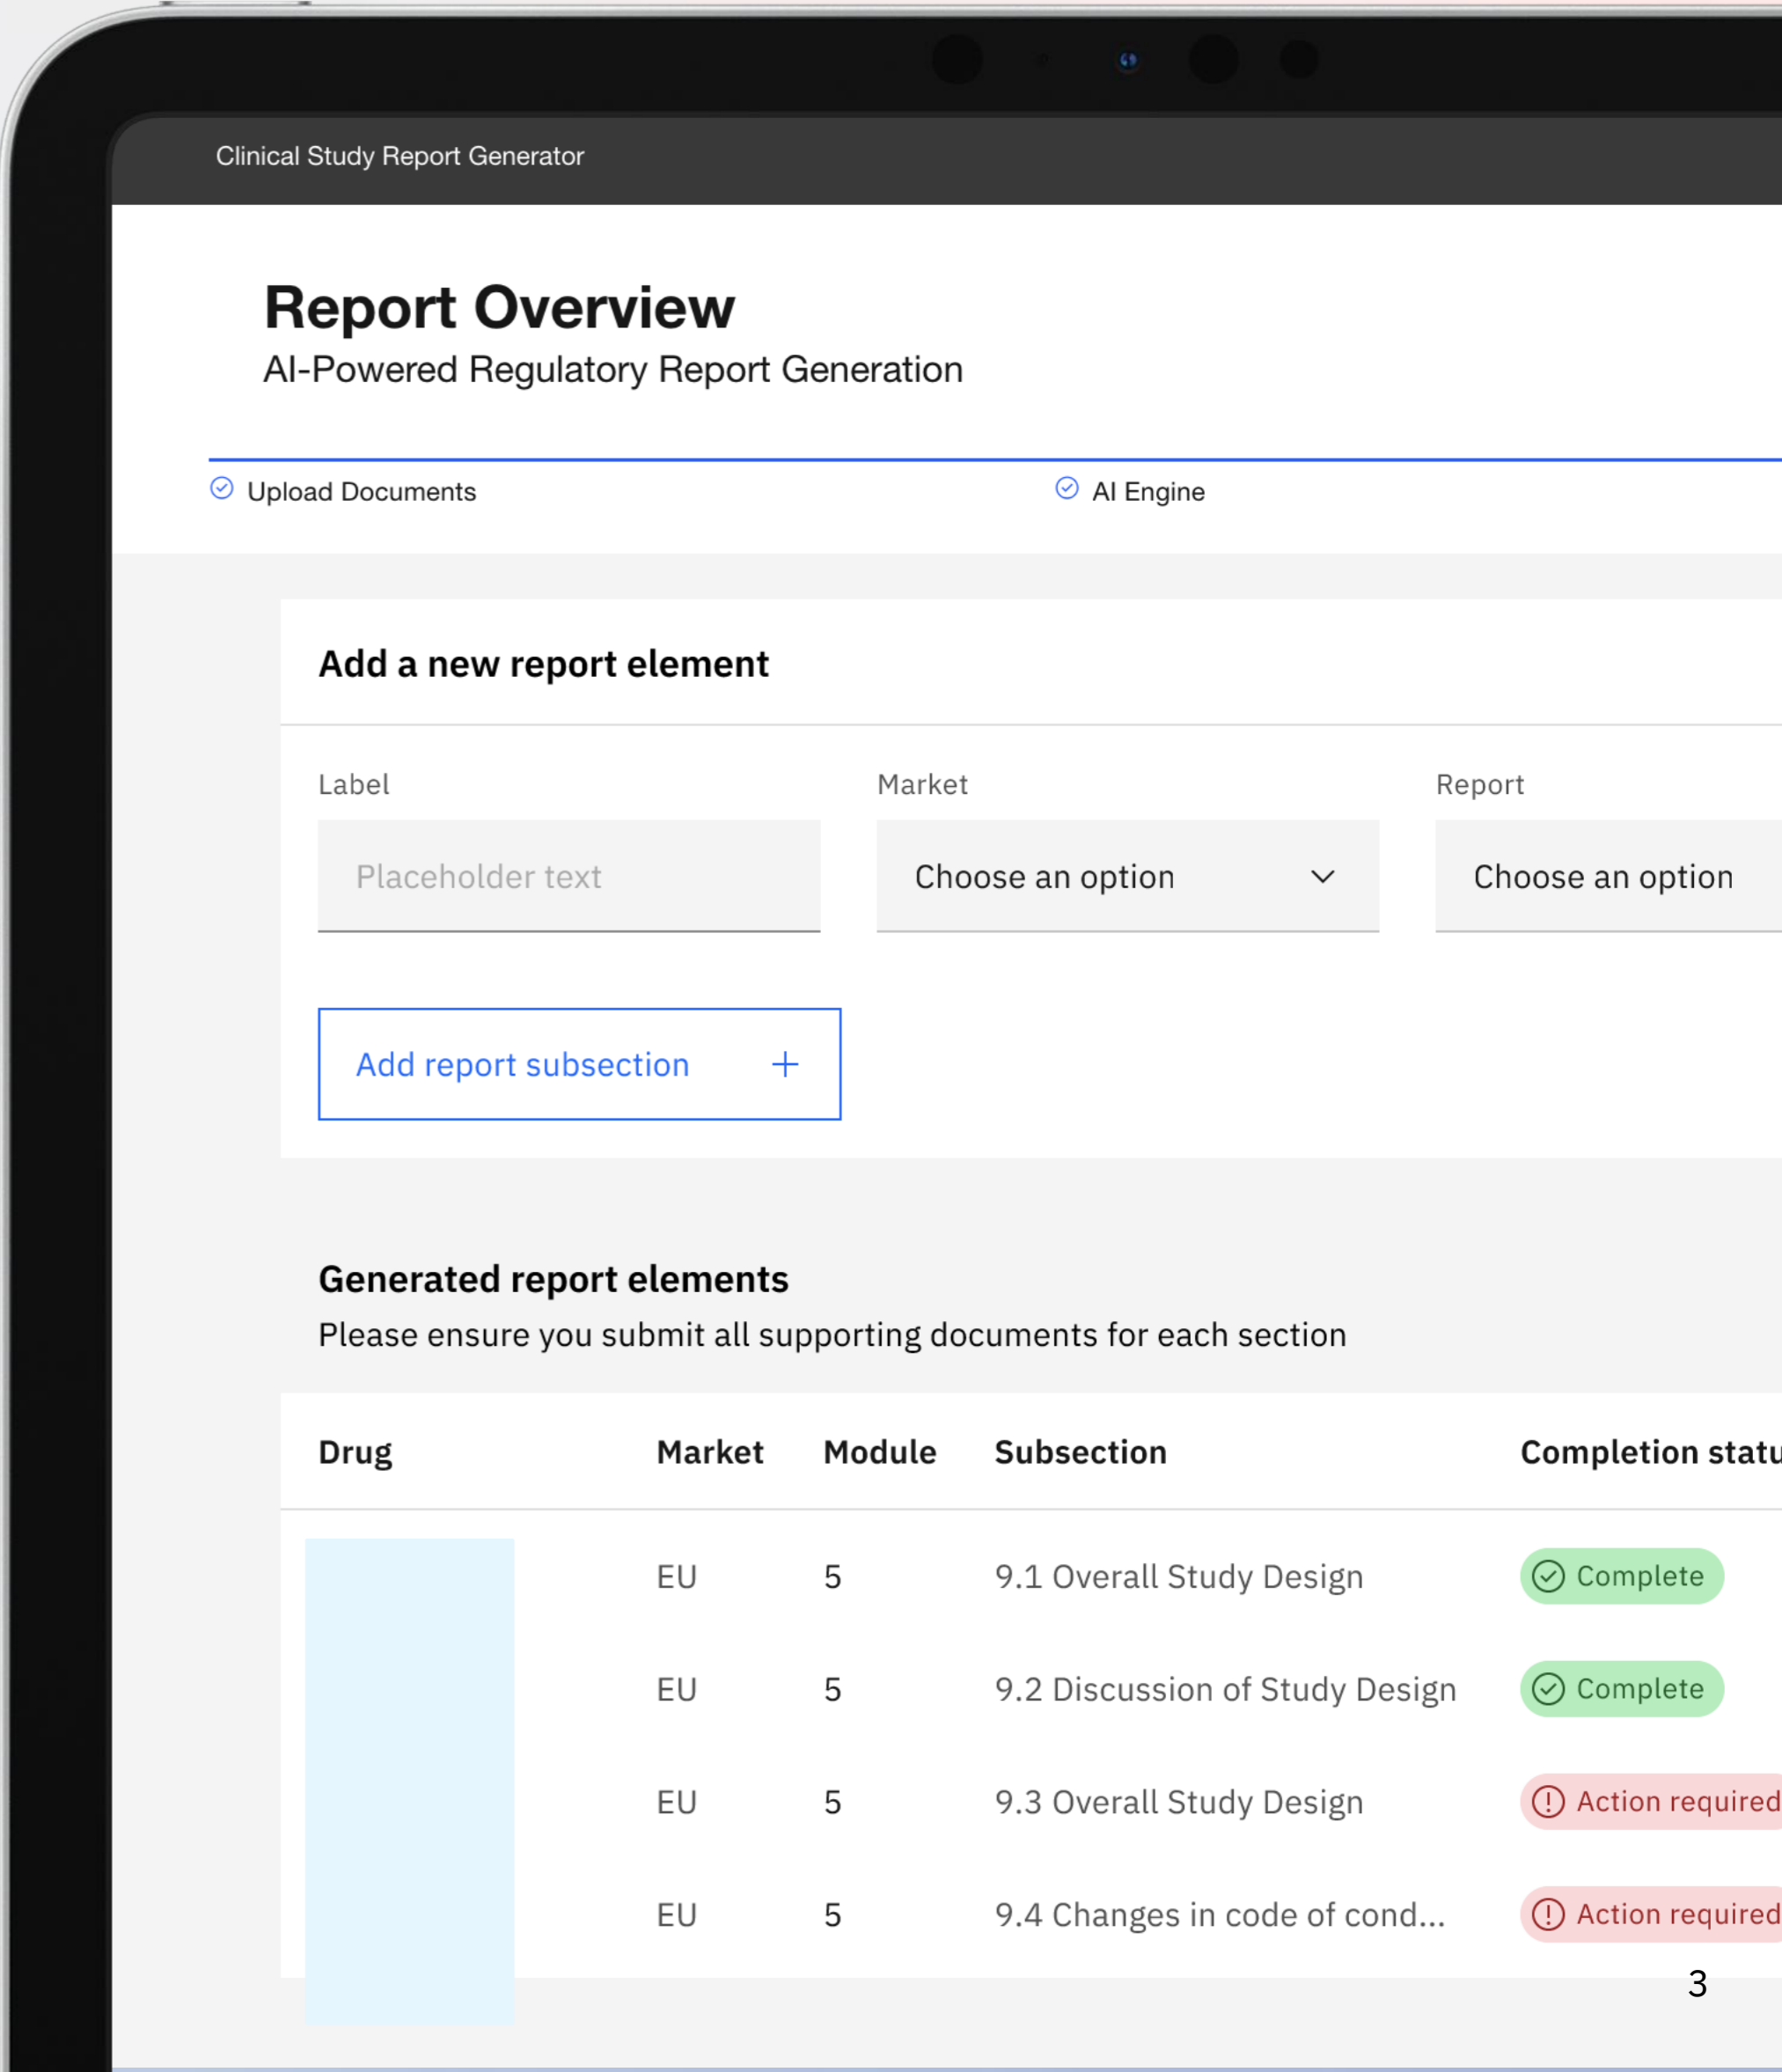 Clinical Study Report Generator
Report Overview
AI-Powered Regulatory Report Generation
Upload Documents
AI Engine
Add a new report element
Label
Market
Report
Placeholder text
Choose an option
Choose an option
Add report subsection +
Generated report elements
Please ensure you submit all supporting documents for each section
Drug Market Module Subsection Completion statu
EU 5 9.1 Overall Study Design Complete
EU 5 9.2 Discussion of Study Design Complete
EU 5 9.3 Overall Study Design Action required
EU 5 9.4 Changes in code of cond... Action required
3